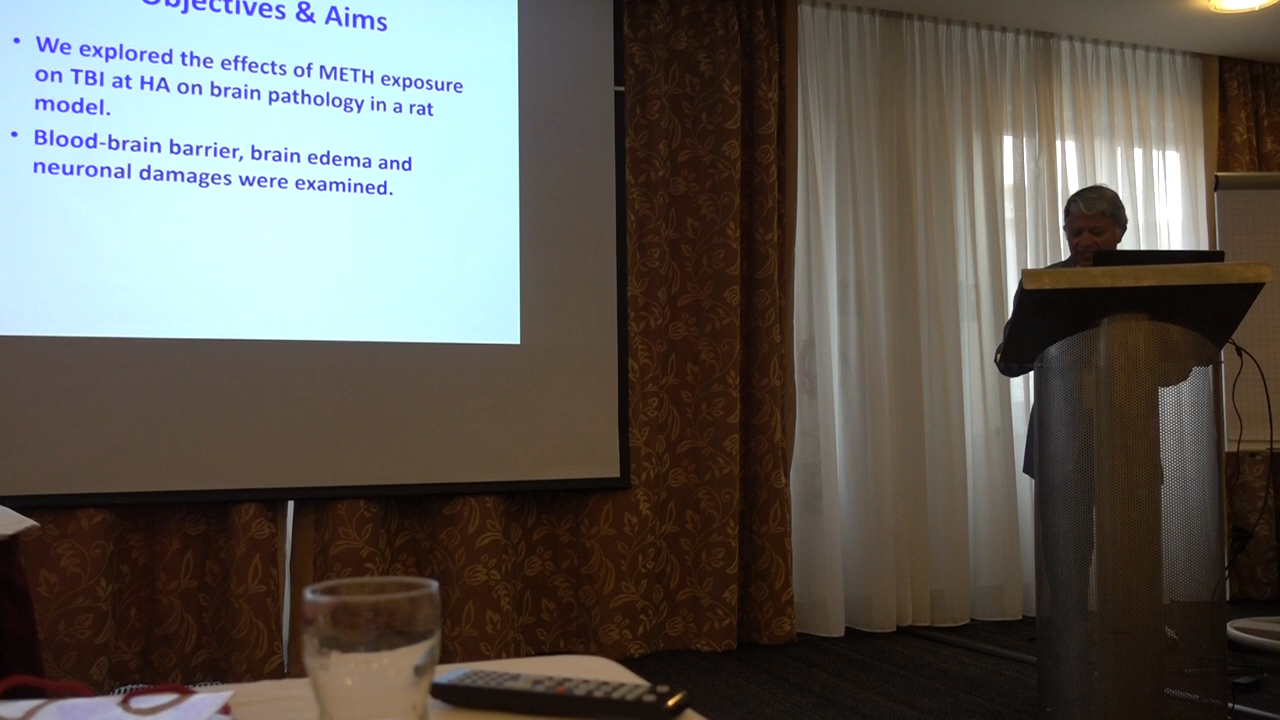 Objectives & Aims
• We explored the effects of METH exposure
on TBI at HA on brain pathology in a rat
model.
• Blood-brain barrier, brain edema and
neuronal damages were examined.